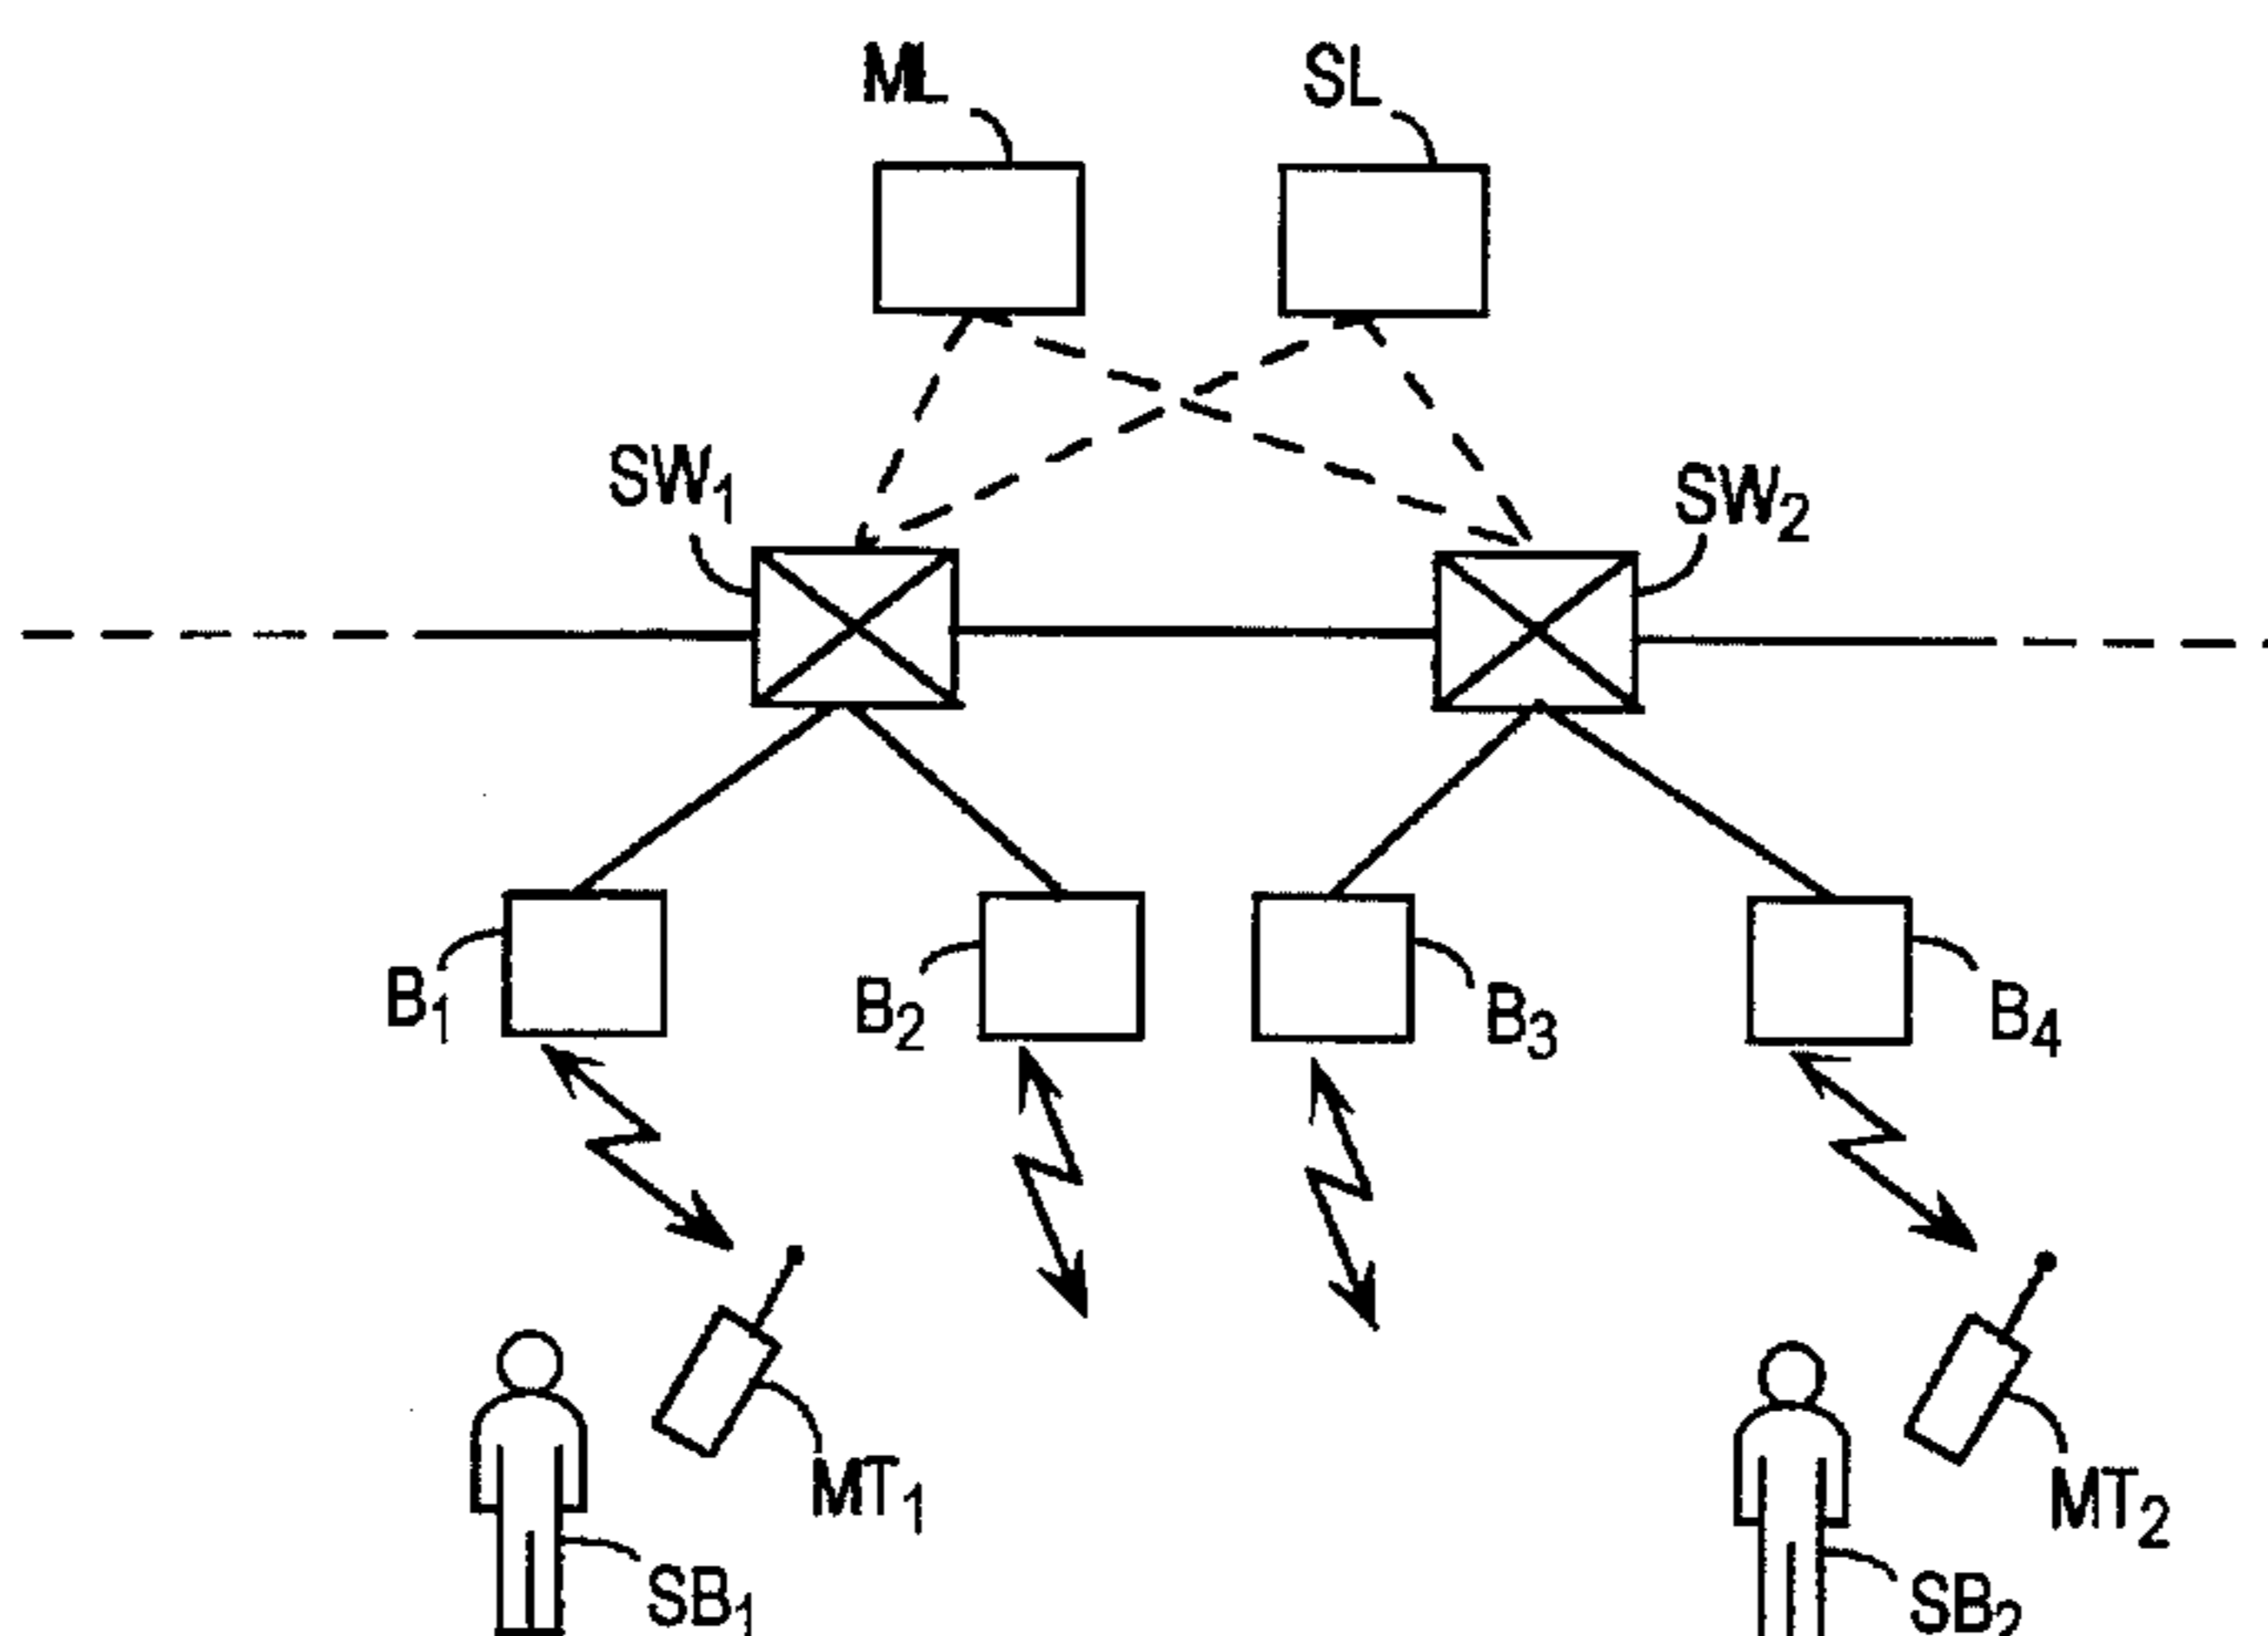 ML
SL
SW₁
SW₂
B₁
B₂
B₃
B₄
MT₁
MT₂
SB₁
SB₂